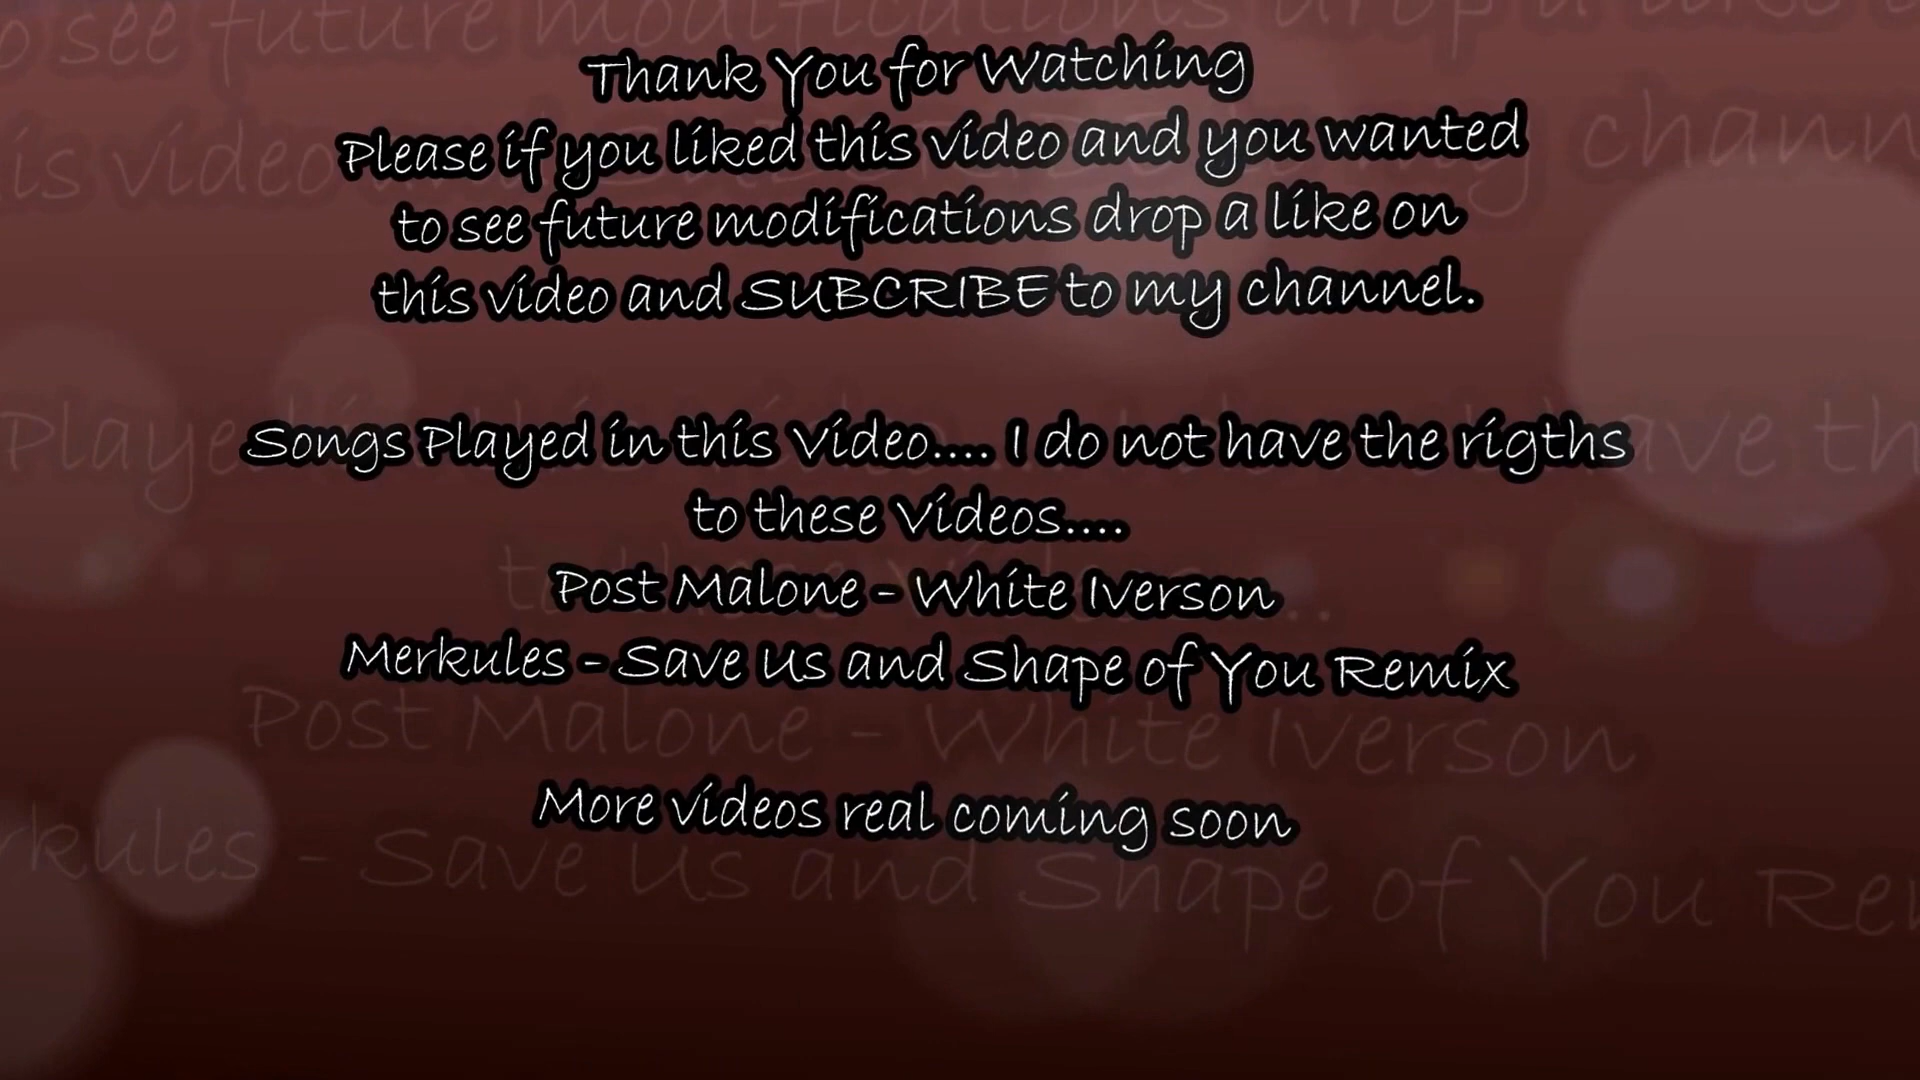 Thank You for Watching
Please if you liked this video and you wanted
to see future modifications drop a like on
this video and SUBCRIBE to my channel.
Songs Played in this Video.... I do not have the rigths
to these Videos....
Post Malone - White Iverson
Merkules - Save Us and Shape of You Remix
More videos real coming soon